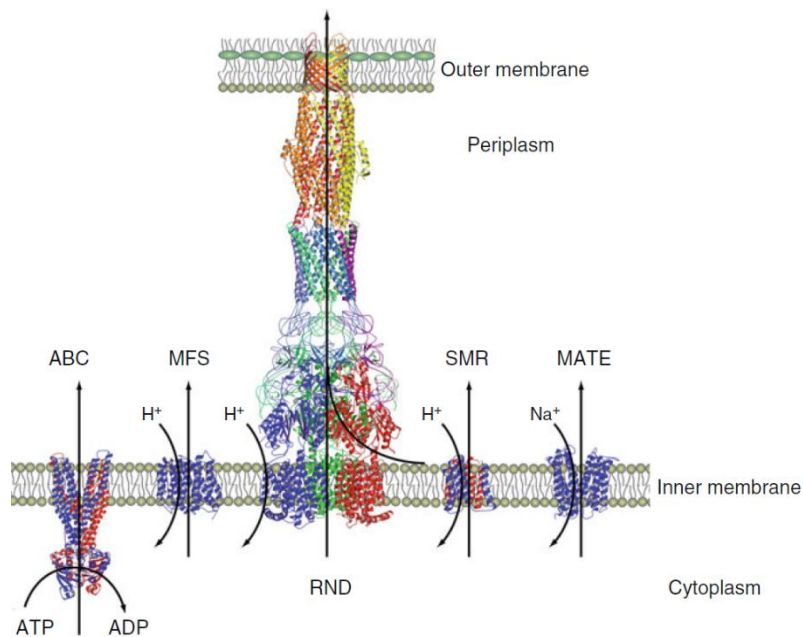 Outer membrane
Periplasm
ABC
MFS
SMR
MATE
H⁺
H⁺
H⁺
Na⁺
Inner membrane
RND
Cytoplasm
ATP
ADP